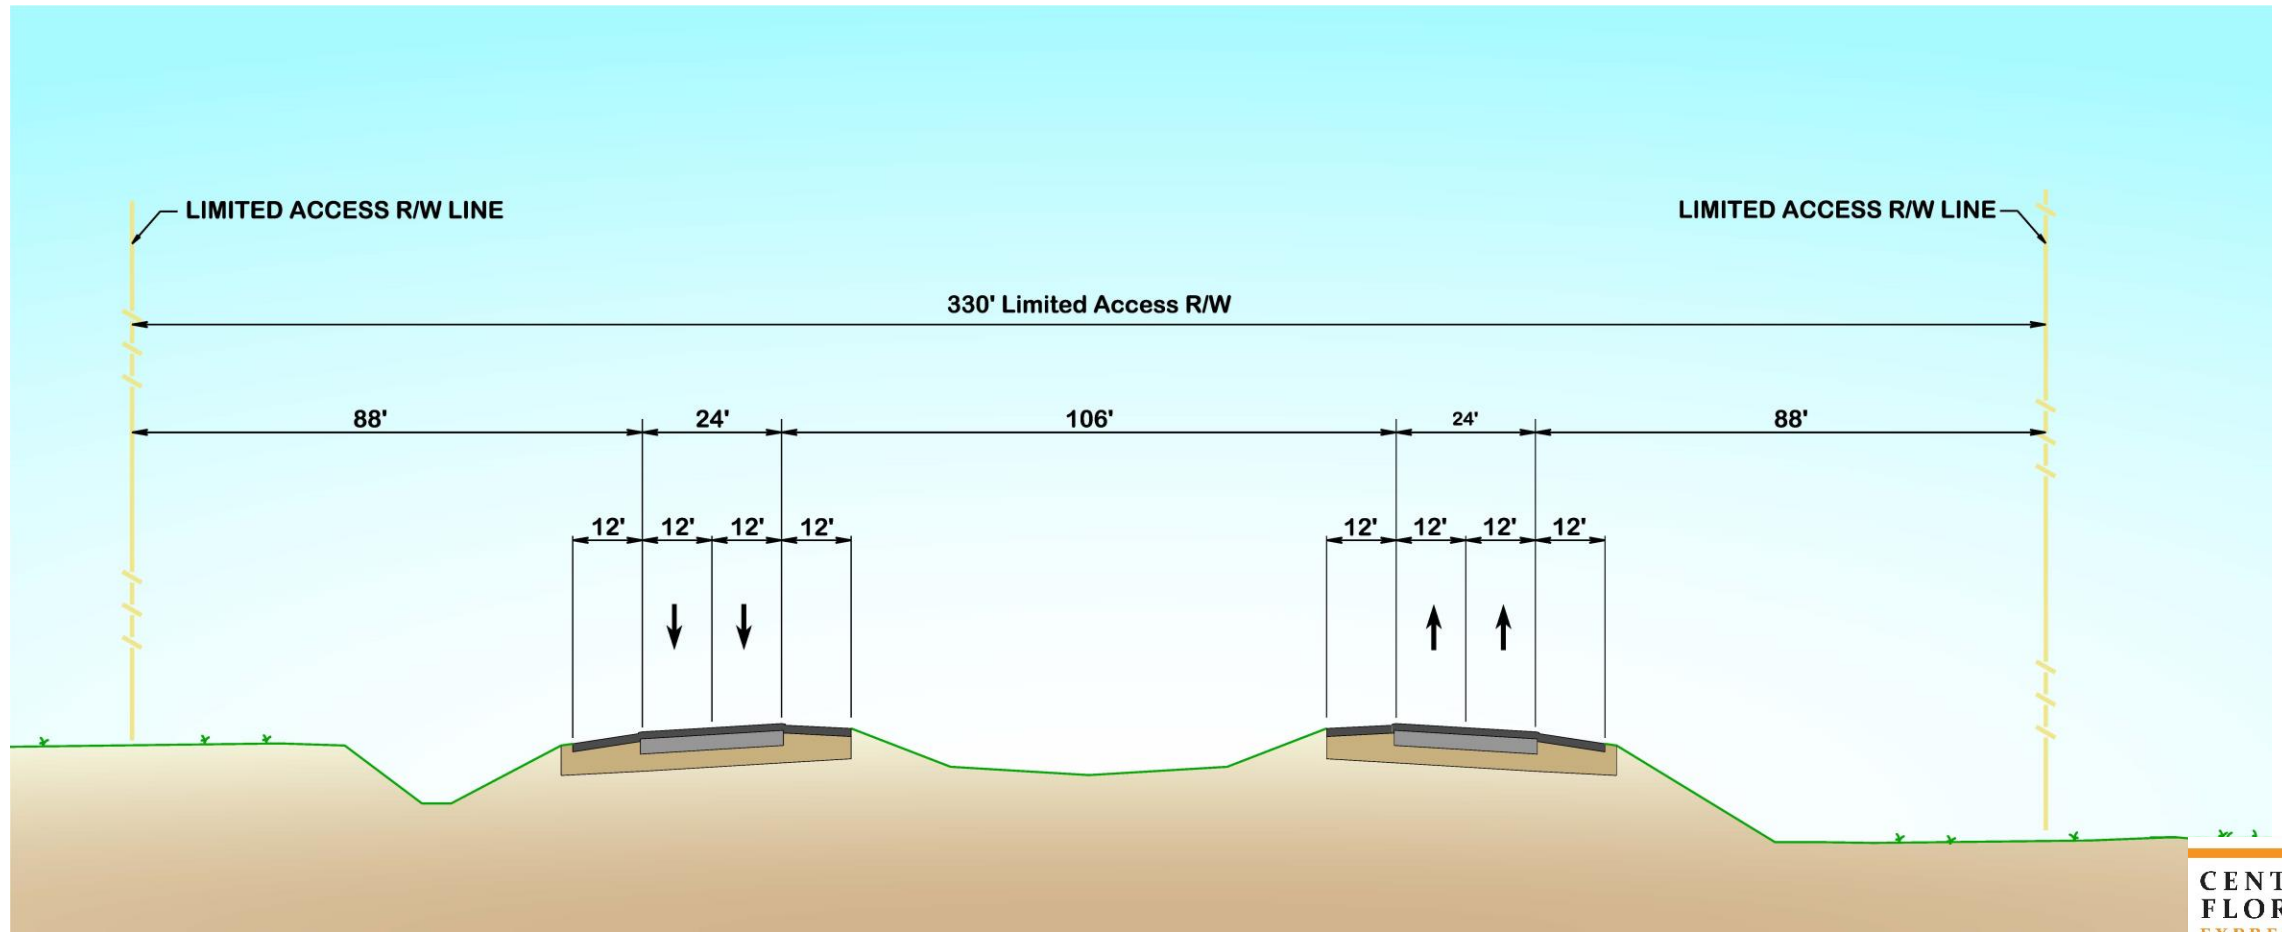 LIMITED ACCESS R/W LINE
LIMITED ACCESS R/W LINE
330' Limited Access R/W
88'
24'
106'
24'
88'
12'
12'
12'
12'
12'
12'
12'
12'
CENT
FLOR